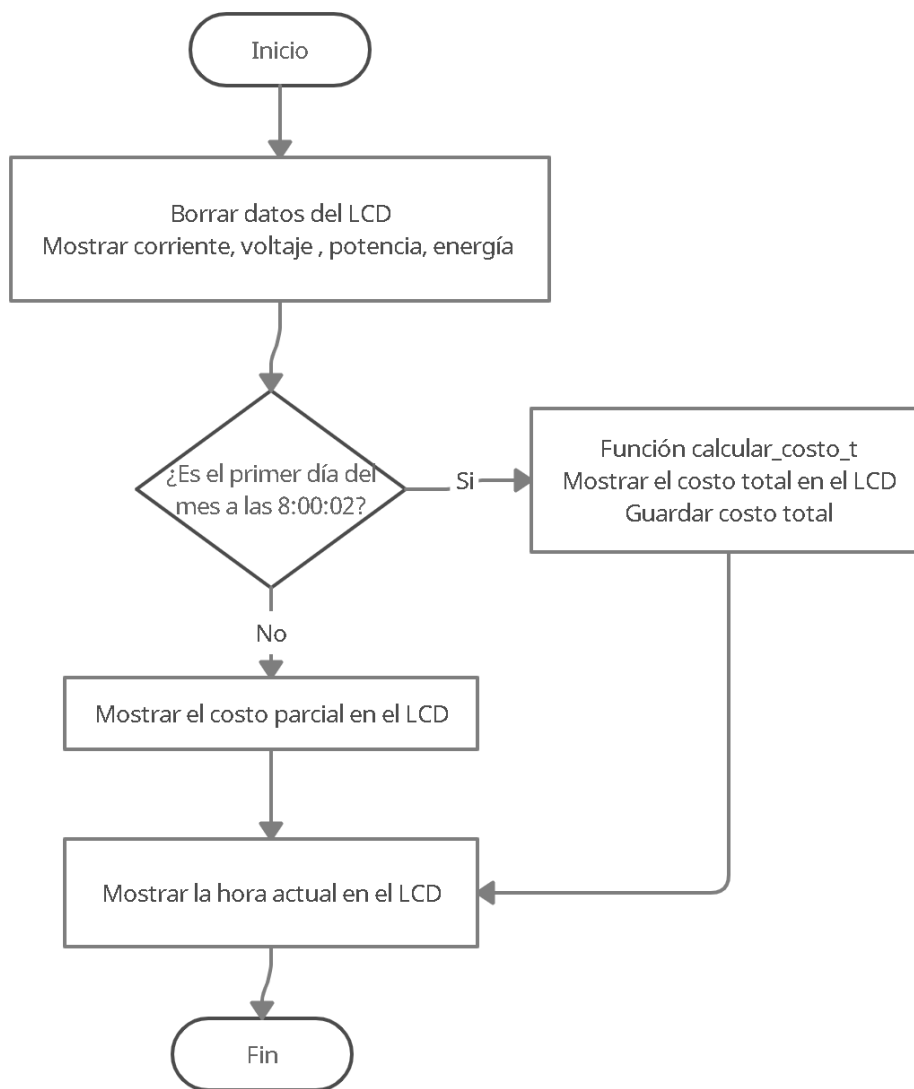 Inicio
Borrar datos del LCD
Mostrar corriente, voltaje , potencia, energía
¿Es el primer día del
mes a las 8:00:02?
Si
Función calcular_costo_t
Mostrar el costo total en el LCD
Guardar costo total
No
Mostrar el costo parcial en el LCD
Mostrar la hora actual en el LCD
Fin